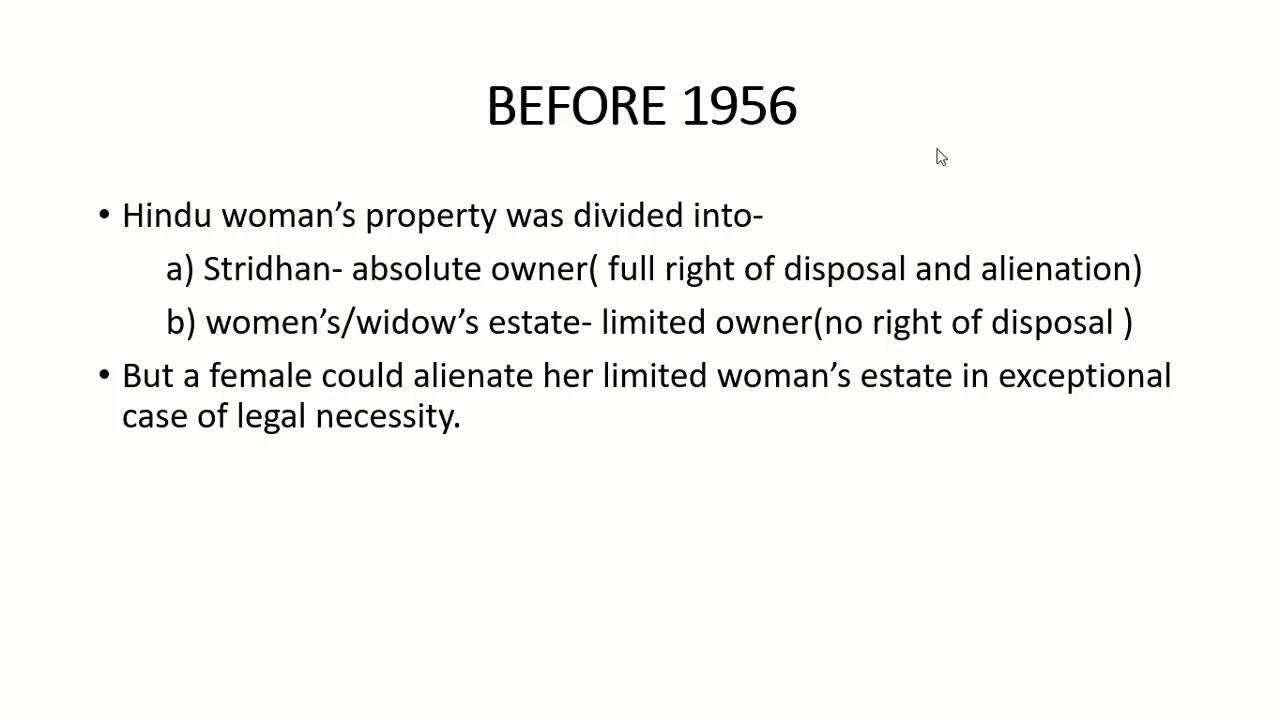 BEFORE 1956
• Hindu woman’s property was divided into-
a) Stridhan- absolute owner( full right of disposal and alienation)
b) women’s/widow’s estate- limited owner(no right of disposal )
• But a female could alienate her limited woman’s estate in exceptional
case of legal necessity.